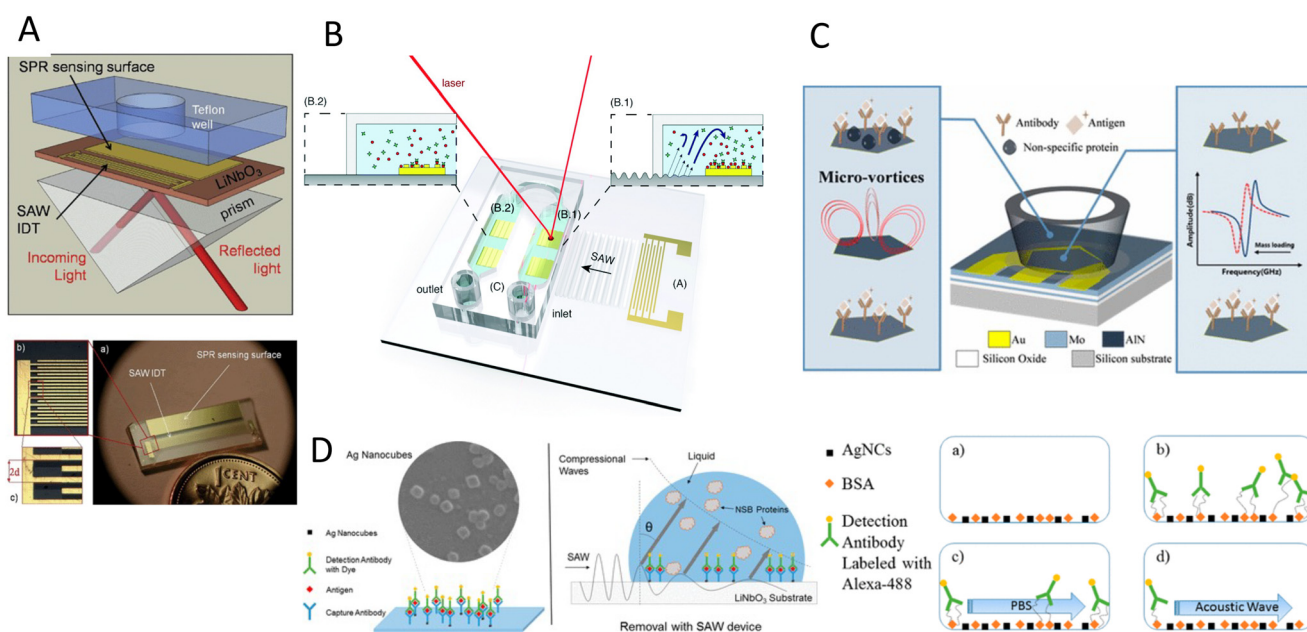 A
SPR sensing surface
Teflon
well
LiNbO3
SAW
IDT
prism
Incoming
Light
Reflected
light
b)
a)
SPR sensing surface
SAW IDT
2d
c)
1 CENT
B
laser
(B.2)
(B.1)
(B.2)
(B.1)
SAW
(A)
(C)
outlet
inlet
C
Antibody
Antigen
Non-specific protein
Micro-vortices
Amplitude(dB)
Mass loading
Frequency(GHz)
Au
Mo
AlN
Silicon Oxide
Silicon substrate
D
Ag Nanocubes
Ag Nanocubes
Detection Antibody
with Dye
Antigen
Capture Antibody
Compressional
Waves
Liquid
NSB Proteins
θ
SAW
LiNbO3 Substrate
Removal with SAW device
AgNCs
BSA
Detection
Antibody
Labeled with
Alexa-488
a)
b)
c)
PBS
d)
Acoustic Wave